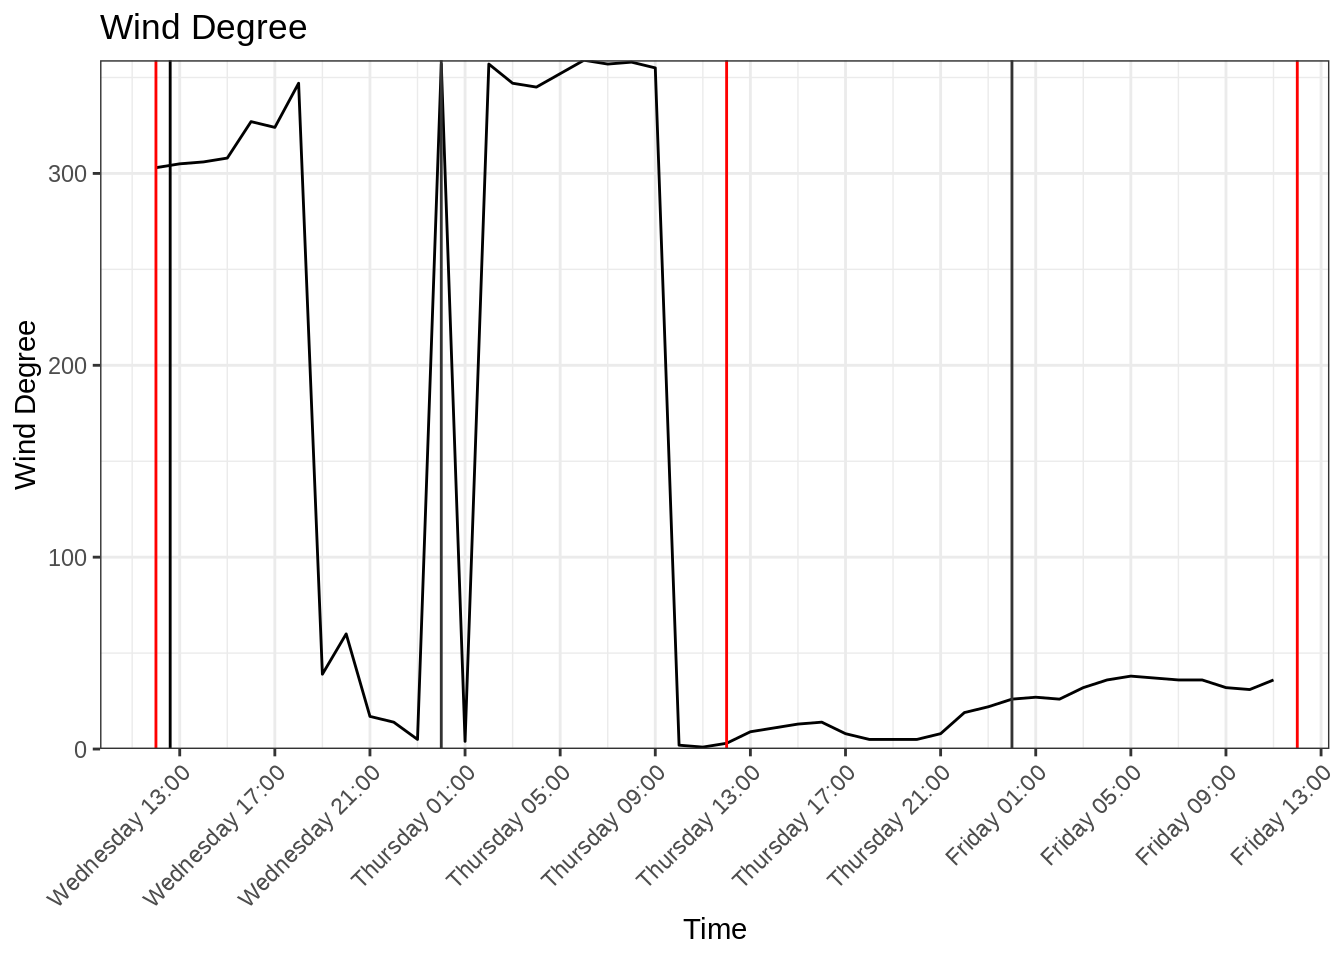 Wind Degree
Wind Degree
300
200
100
0
Wednesday 13:00
Wednesday 17:00
Wednesday 21:00
Thursday 01:00
Thursday 05:00
Thursday 09:00
Thursday 13:00
Thursday 17:00
Thursday 21:00
Friday 01:00
Friday 05:00
Friday 09:00
Friday 13:00
Time